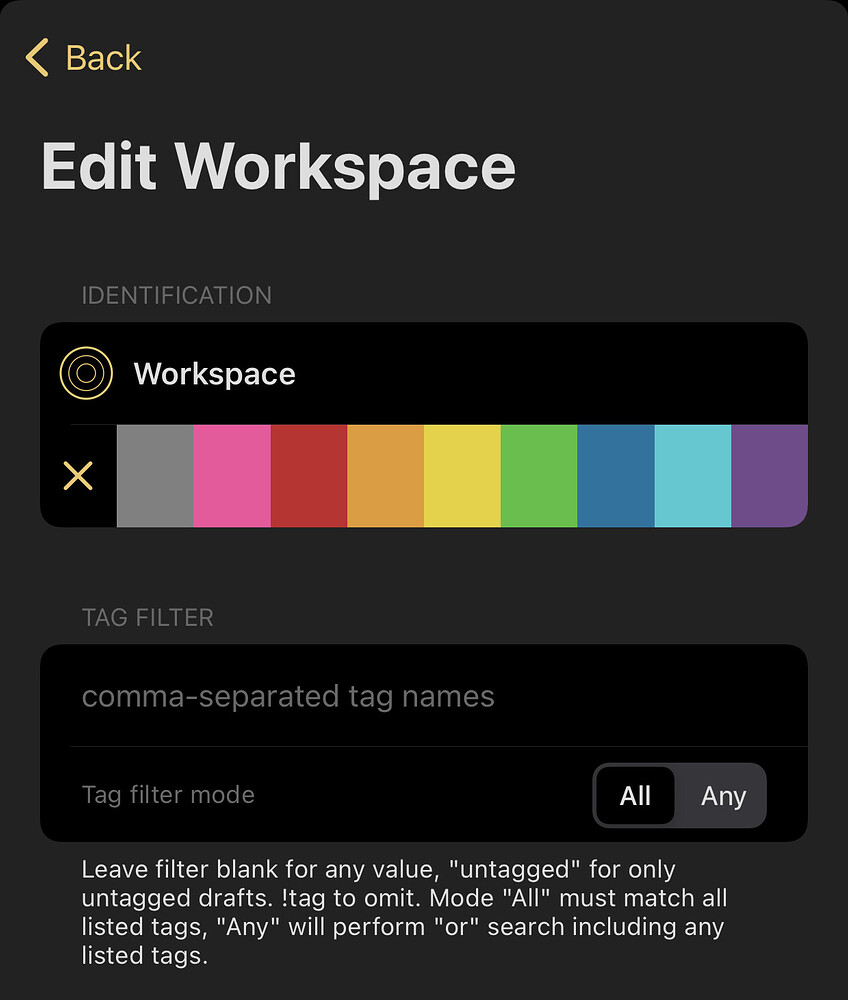 Back
Edit Workspace
IDENTIFICATION
Workspace
TAG FILTER
comma-separated tag names
Tag filter mode
All
Any
Leave filter blank for any value, "untagged" for only
untagged drafts. !tag to omit. Mode "All" must match all
listed tags, "Any" will perform "or" search including any
listed tags.